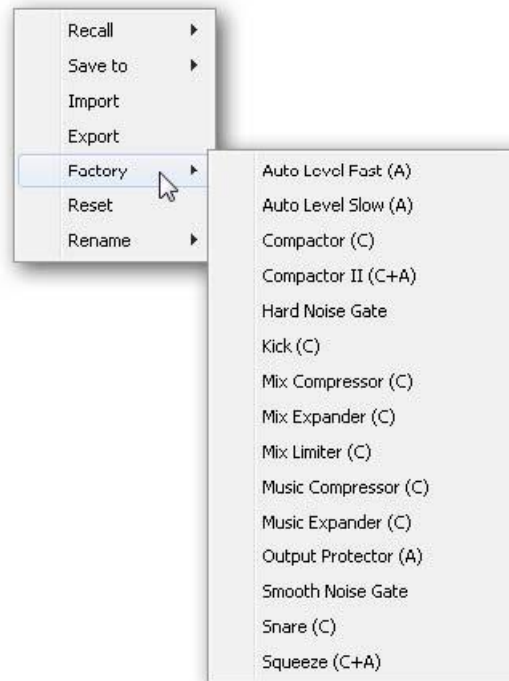 Recall
Save to
Import
Export
Factory
Reset
Rename
Auto Level Fast (A)
Auto Level Slow (A)
Compactor (C)
Compactor II (C+A)
Hard Noise Gate
Kick (C)
Mix Compressor (C)
Mix Expander (C)
Mix Limiter (C)
Music Compressor (C)
Music Expander (C)
Output Protector (A)
Smooth Noise Gate
Snare (C)
Squeeze (C+A)